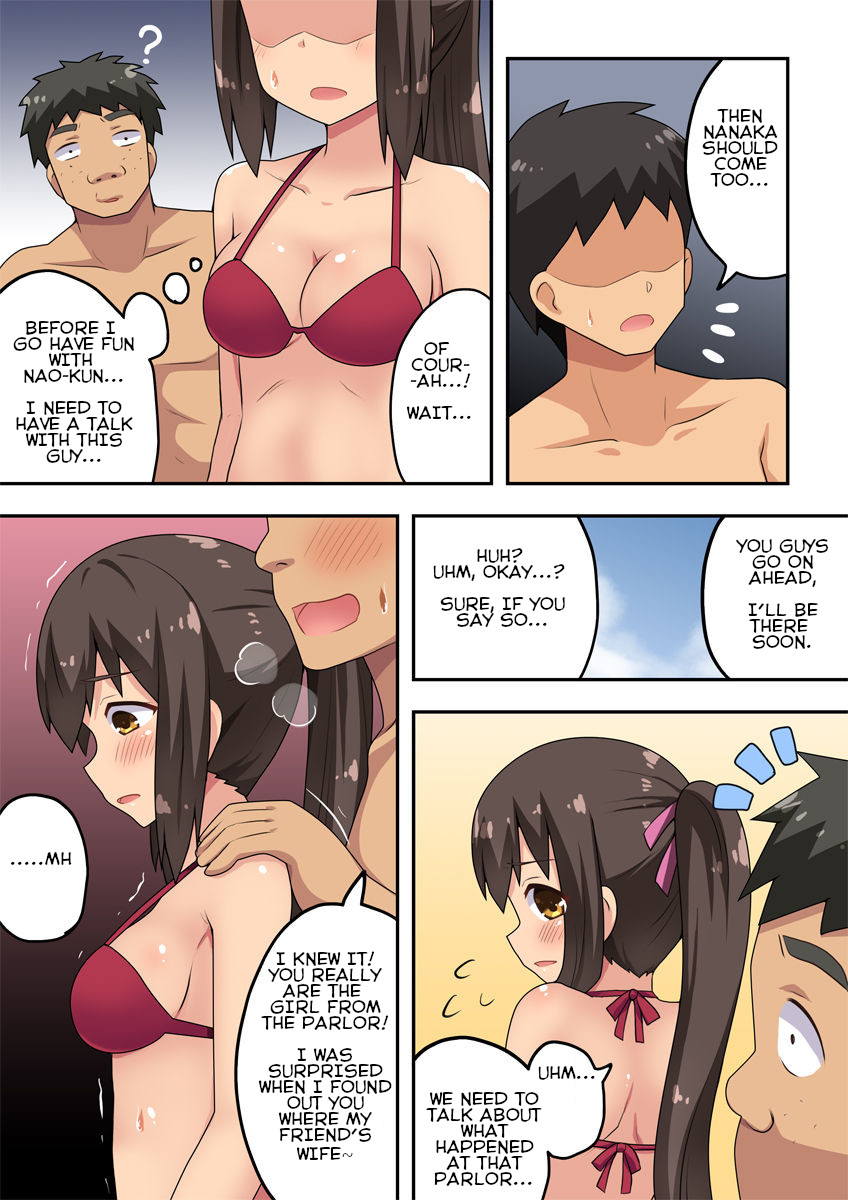 THEN
NANAKA
SHOULD
COME
TOO...
?
OF
COUR-
-AH...!
WAIT...
BEFORE I
GO HAVE FUN
WITH
NAO-KUN...
I NEED TO
HAVE A TALK
WITH THIS
GUY...
YOU GUYS
GO ON
AHEAD,
I'LL BE
THERE
SOON.
HUH?
UHM, OKAY...?
SURE, IF YOU
SAY SO...
UHM...
WE NEED TO
TALK ABOUT
WHAT
HAPPENED
AT THAT
PARLOR...
I KNEW IT!
YOU REALLY
ARE THE
GIRL FROM
THE PARLOR!
I WAS
SURPRISED
WHEN I FOUND
OUT YOU
WHERE MY
FRIEND'S
WIFE~
.....MH